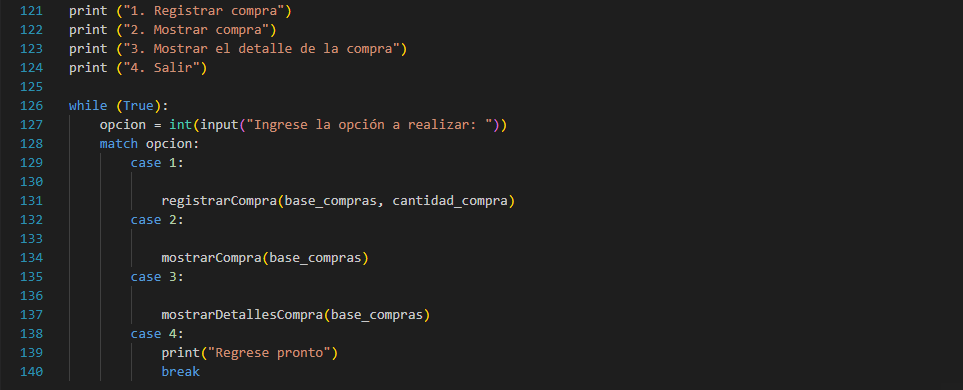 121 print ("1. Registrar compra")
122 print ("2. Mostrar compra")
123 print ("3. Mostrar el detalle de la compra")
124 print ("4. Salir")
125
126 while (True):
127     opcion = int(input("Ingrese la opción a realizar: "))
128     match opcion:
129         case 1:
130
131             registrarCompra(base_compras, cantidad_compra)
132         case 2:
133
134             mostrarCompra(base_compras)
135         case 3:
136
137             mostrarDetallesCompra(base_compras)
138         case 4:
139             print("Regrese pronto")
140             break